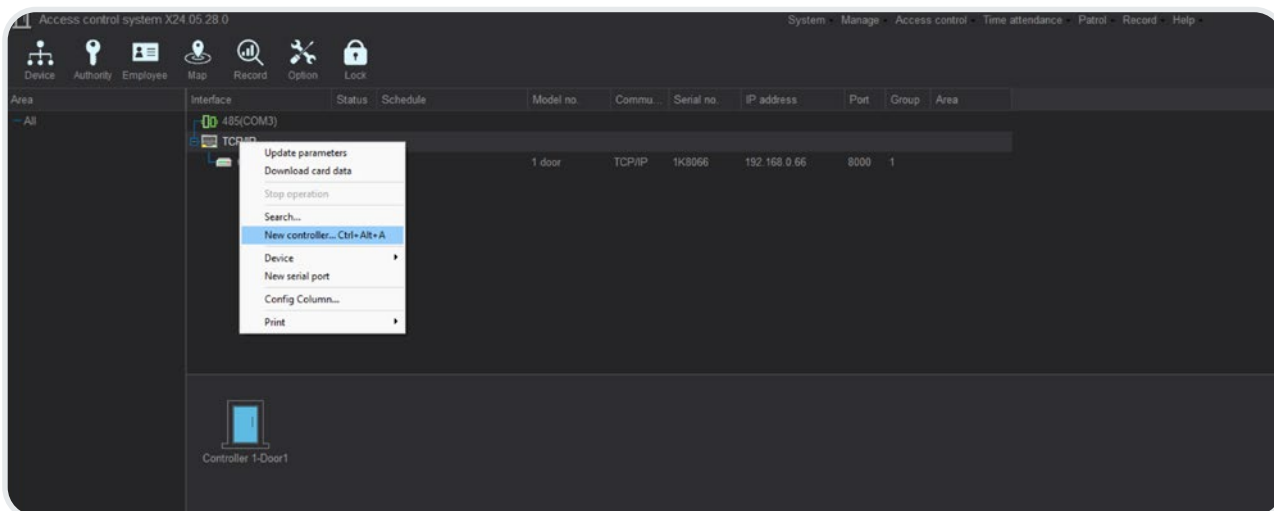 Access control system X24.05.28.0
System Manage Access control Time attendance Patrol Record Help
Device Authority Employee Map Record Option Lock
Area
All
Interface Status Schedule Model no. Commu... Serial no. IP address Port Group Area
485(COM3)
TCP/IP
1 door TCP/IP 1K8066 192.168.0.66 8000 1
Update parameters
Download card data
Stop operation
Search...
New controller... Ctrl+Alt+A
Device
New serial port
Config Column...
Print
Controller 1-Door1